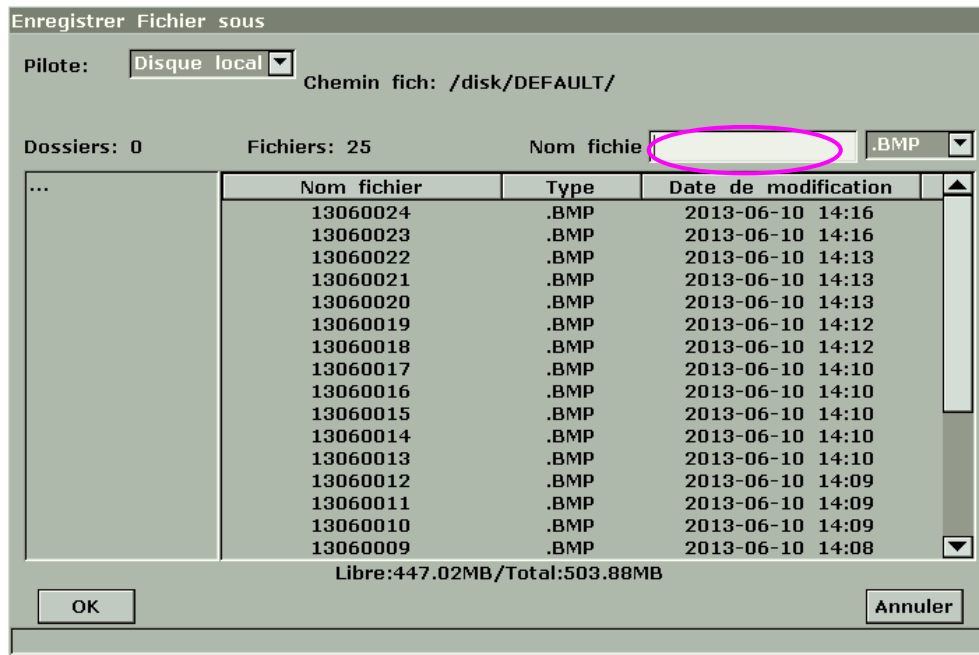 Enregistrer Fichier sous
Pilote: Disque local
Chemin fich: /disk/DEFAULT/
Dossiers: 0 Fichiers: 25 Nom fichie .BMP
... Nom fichier Type Date de modification
13060024 .BMP 2013-06-10 14:16
13060023 .BMP 2013-06-10 14:16
13060022 .BMP 2013-06-10 14:13
13060021 .BMP 2013-06-10 14:13
13060020 .BMP 2013-06-10 14:13
13060019 .BMP 2013-06-10 14:12
13060018 .BMP 2013-06-10 14:12
13060017 .BMP 2013-06-10 14:10
13060016 .BMP 2013-06-10 14:10
13060015 .BMP 2013-06-10 14:10
13060014 .BMP 2013-06-10 14:10
13060013 .BMP 2013-06-10 14:10
13060012 .BMP 2013-06-10 14:09
13060011 .BMP 2013-06-10 14:09
13060010 .BMP 2013-06-10 14:09
13060009 .BMP 2013-06-10 14:08
Libre:447.02MB/Total:503.88MB
OK Annuler